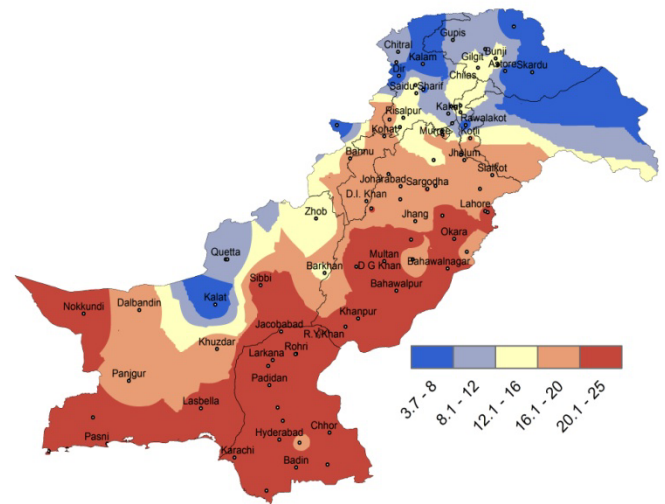 Gupis
Chitral
Bunji
Gilgit
Kalam
Astore
Skardu
Dir
Chilas
Saidu Sharif
Kakul
Risalpur
Rawalakot
Kohat
Murree
Kotli
Bannu
Jhelum
Sialkot
Joharabad
Sargodha
D.I. Khan
Lahore
Zhob
Jhang
Okara
Quetta
Multan
Barkhan
D G Khan
Bahawalnagar
Sibbi
Bahawalpur
Kalat
Nokkundi
Dalbandin
Khanpur
Jacobabad
R.Y.Khan
Khuzdar
Rohri
Larkana
Panjgur
Padidan
Lasbella
Chhor
Pasni
Hyderabad
Karachi
Badin
3.7 - 8
8.1 - 12
12.1 - 16
16.1 - 20
20.1 - 25